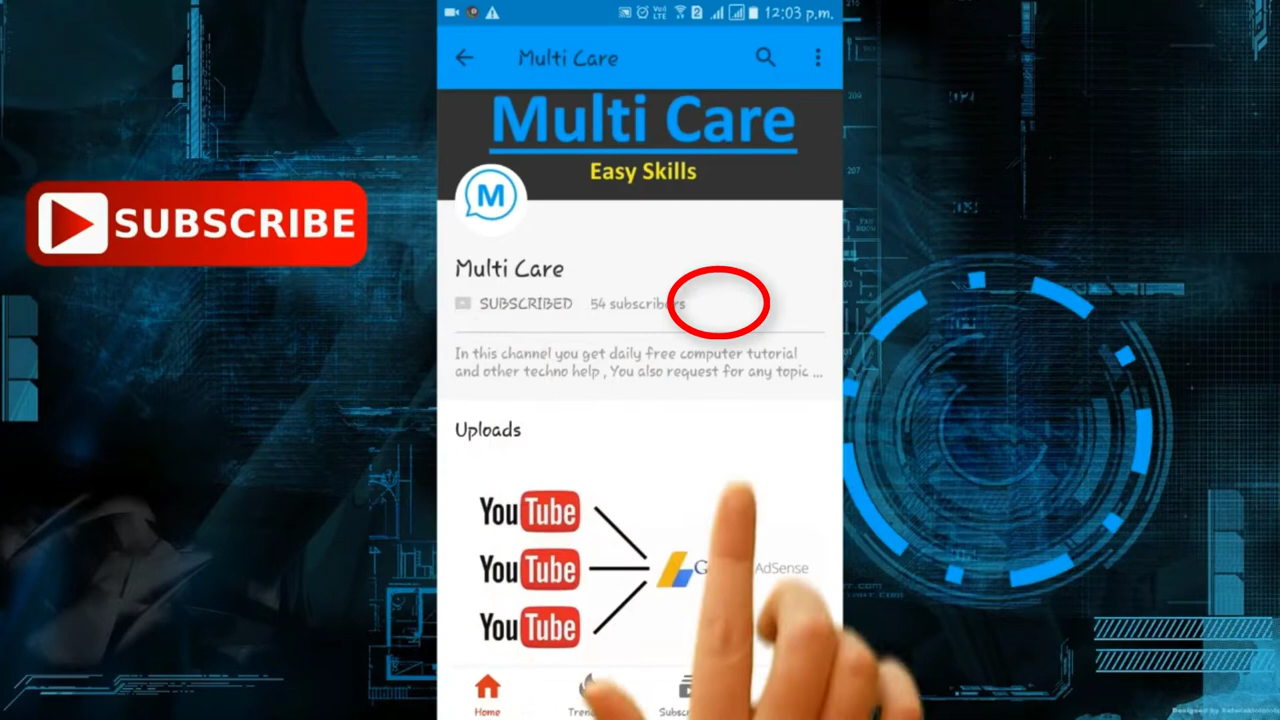 12:03 p.m.
Multi Care
Multi Care
Easy Skills
M
SUBSCRIBE
Multi Care
SUBSCRIBED 54 subscribers
In this channel you get daily free computer tutorial
and other techno help , You also request for any topic ...
Uploads
YouTube
YouTube
AdSense
YouTube
Home